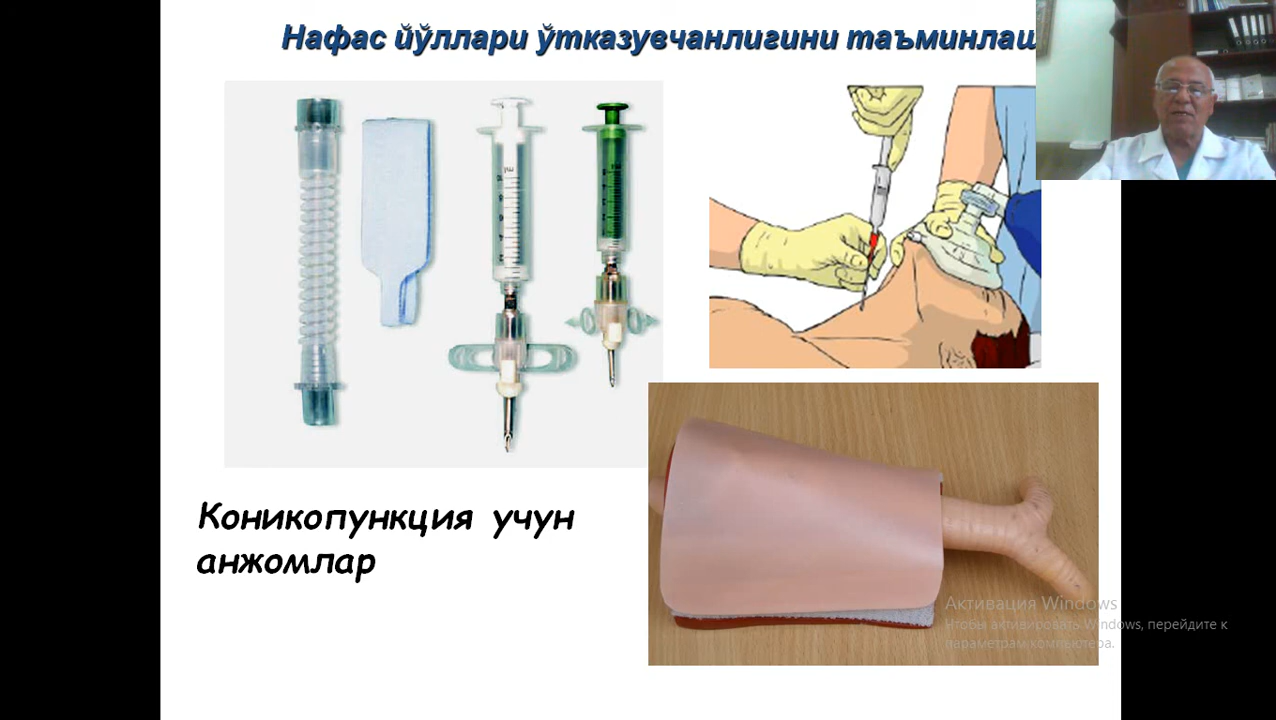 Нафас йўллари ўтказувчанлигини таъминлаш
Коникопункция учун
анжомлар
Активация Windows
Чтобы активировать Windows, перейдите к
параметрам компьютера.